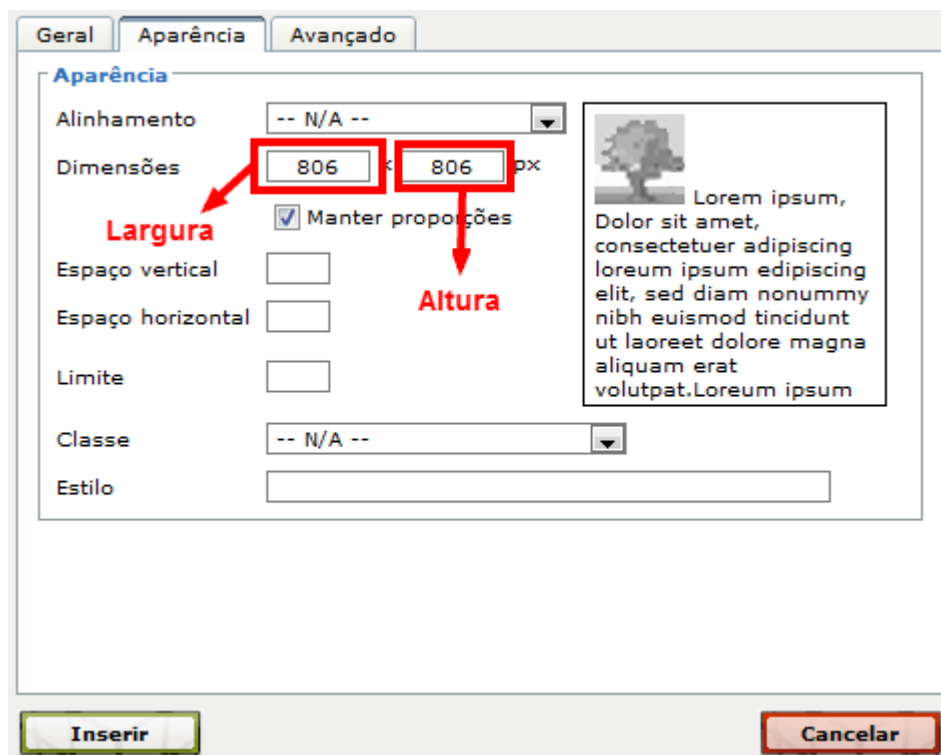 Geral Aparência Avançado
Aparência
Alinhamento -- N/A --
Dimensões 806 x 806 px
Largura
Manter proporções
Espaço vertical
Altura
Espaço horizontal
Limite
Classe -- N/A --
Estilo
Lorem ipsum,
Dolor sit amet,
consectetuer adipiscing
loreum ipsum edipiscing
elit, sed diam nonummy
nibh euismod tincidunt
ut laoreet dolore magna
aliquam erat
volutpat.Loreum ipsum
Inserir Cancelar